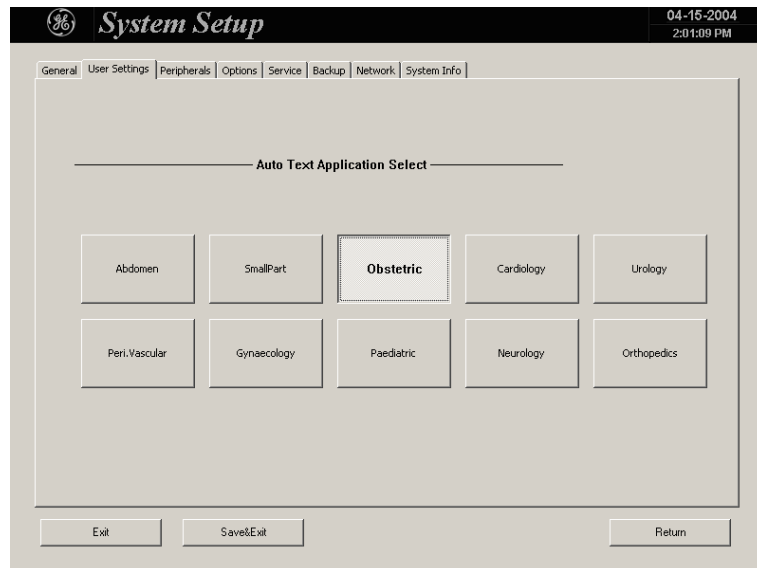 GE System Setup 04-15-2004
2:01:09 PM
General User Settings Peripherals Options Service Backup Network System Info
Auto Text Application Select
Abdomen SmallPart Obstetric Cardiology Urology
Peri.Vascular Gynaecology Paediatric Neurology Orthopedics
Exit Save&Exit Return